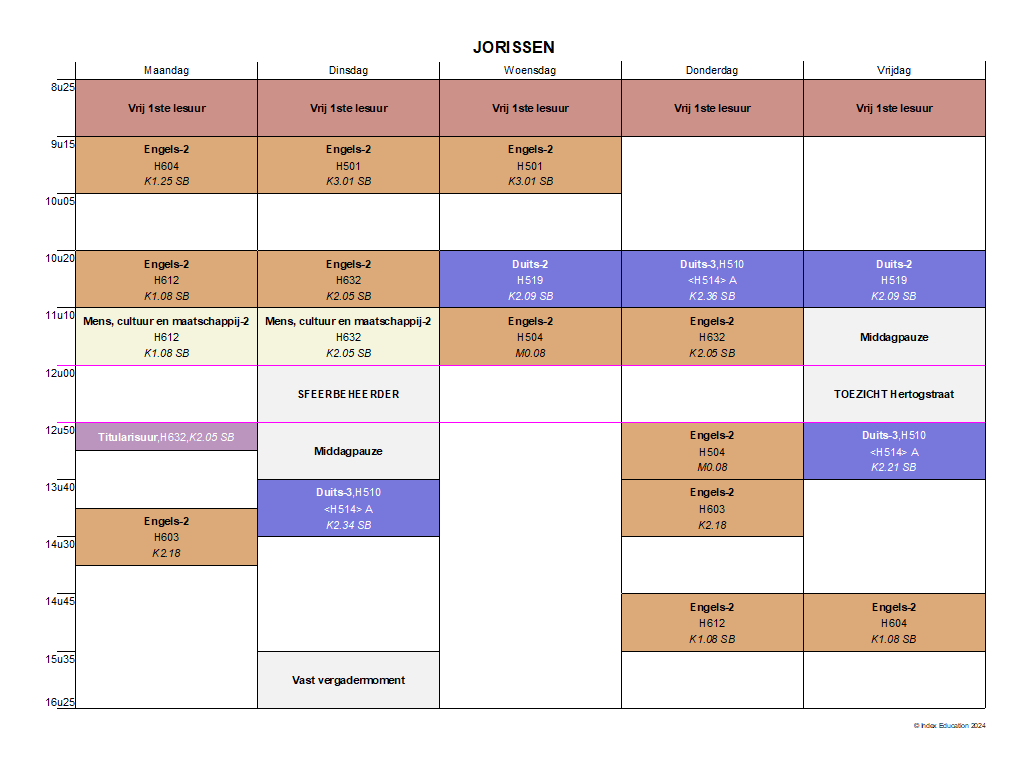 JORISSEN
Maandag Dinsdag Woensdag Donderdag Vrijdag
8u25
Vrij 1ste lesuur Vrij 1ste lesuur Vrij 1ste lesuur Vrij 1ste lesuur Vrij 1ste lesuur
9u15
Engels-2 Engels-2 Engels-2
H604 H501 H501
K1.25 SB K3.01 SB K3.01 SB
10u05
10u20
Engels-2 Engels-2 Duits-2 Duits-3,H510 Duits-2
H612 H632 H519 <H514> A H519
K1.08 SB K2.05 SB K2.09 SB K2.36 SB K2.09 SB
11u10
Mens, cultuur en maatschappij-2 Mens, cultuur en maatschappij-2 Engels-2 Engels-2
H612 H632 H504 H632 Middagpauze
K1.08 SB K2.05 SB M0.08 K2.05 SB
12u00
SFEERBEHEERDER TOEZICHT Hertogstraat
12u50
Titularisuur,H632,K2.05 SB Engels-2 Duits-3,H510
Middagpauze H504 <H514> A
M0.08 K2.21 SB
13u40
Duits-3,H510 Engels-2
<H514> A H603
K2.34 SB K2.18
Engels-2
H603
K2.18
14u30
14u45
Engels-2 Engels-2
H612 H604
K1.08 SB K1.08 SB
15u35
Vast vergadermoment
16u25
© Index Education 2024